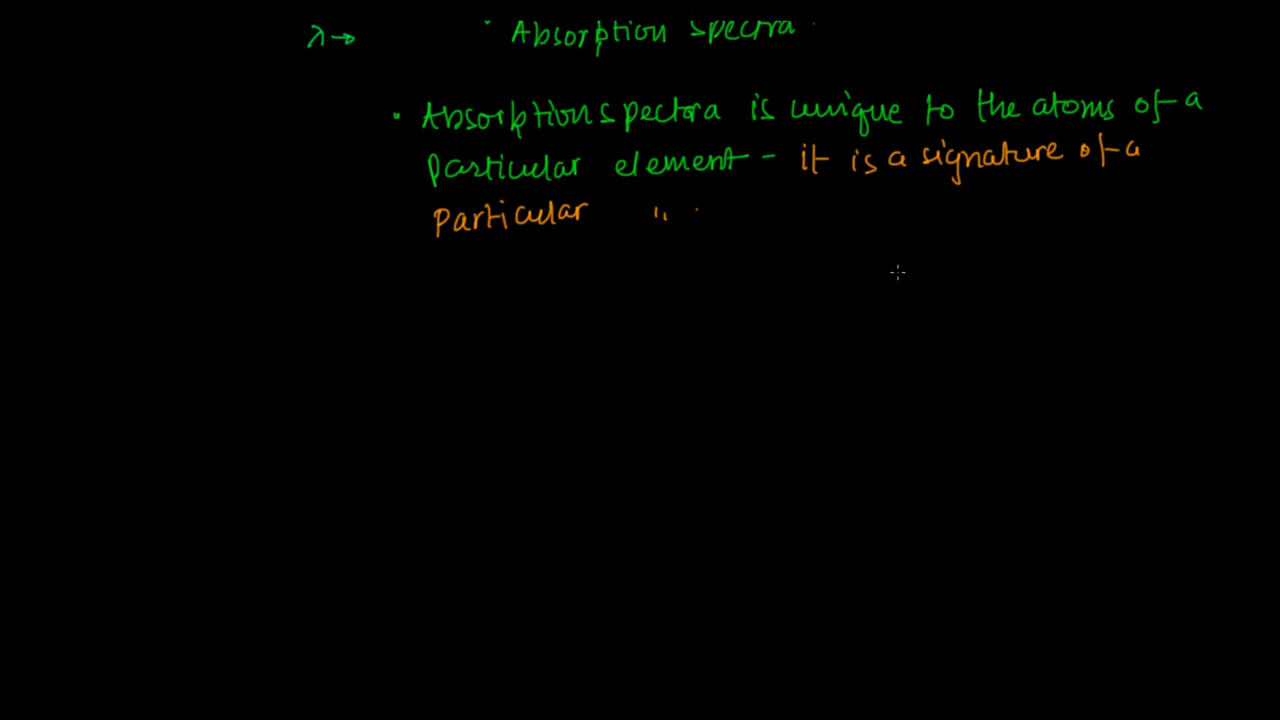 λ→ Absorption spectra
· Absorption spectra is unique to the atoms of a
particular element - it is a signature of a
particular " .